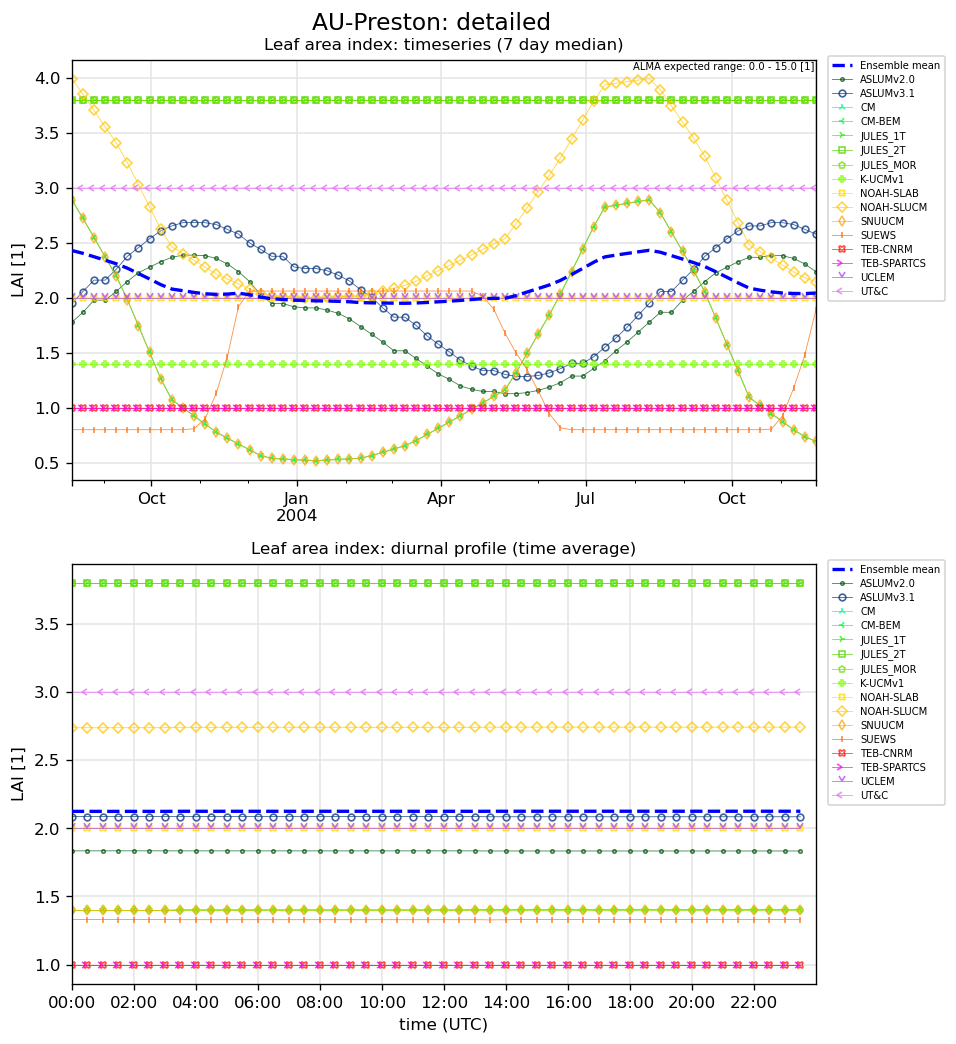 AU-Preston: detailed
Leaf area index: timeseries (7 day median)
ALMA expected range: 0.0 - 15.0 [1]
LAI [1]
4.0
3.5
3.0
2.5
2.0
1.5
1.0
0.5
Oct
Jan
2004
Apr
Jul
Oct
Ensemble mean
ASLUMv2.0
ASLUMv3.1
CM
CM-BEM
JULES_1T
JULES_2T
JULES_MOR
K-UCMv1
NOAH-SLAB
NOAH-SLUCM
SNUUCM
SUEWS
TEB-CNRM
TEB-SPARTCS
UCLEM
UT&C
Leaf area index: diurnal profile (time average)
LAI [1]
3.5
3.0
2.5
2.0
1.5
1.0
00:00 02:00 04:00 06:00 08:00 10:00 12:00 14:00 16:00 18:00 20:00 22:00
time (UTC)
Ensemble mean
ASLUMv2.0
ASLUMv3.1
CM
CM-BEM
JULES_1T
JULES_2T
JULES_MOR
K-UCMv1
NOAH-SLAB
NOAH-SLUCM
SNUUCM
SUEWS
TEB-CNRM
TEB-SPARTCS
UCLEM
UT&C